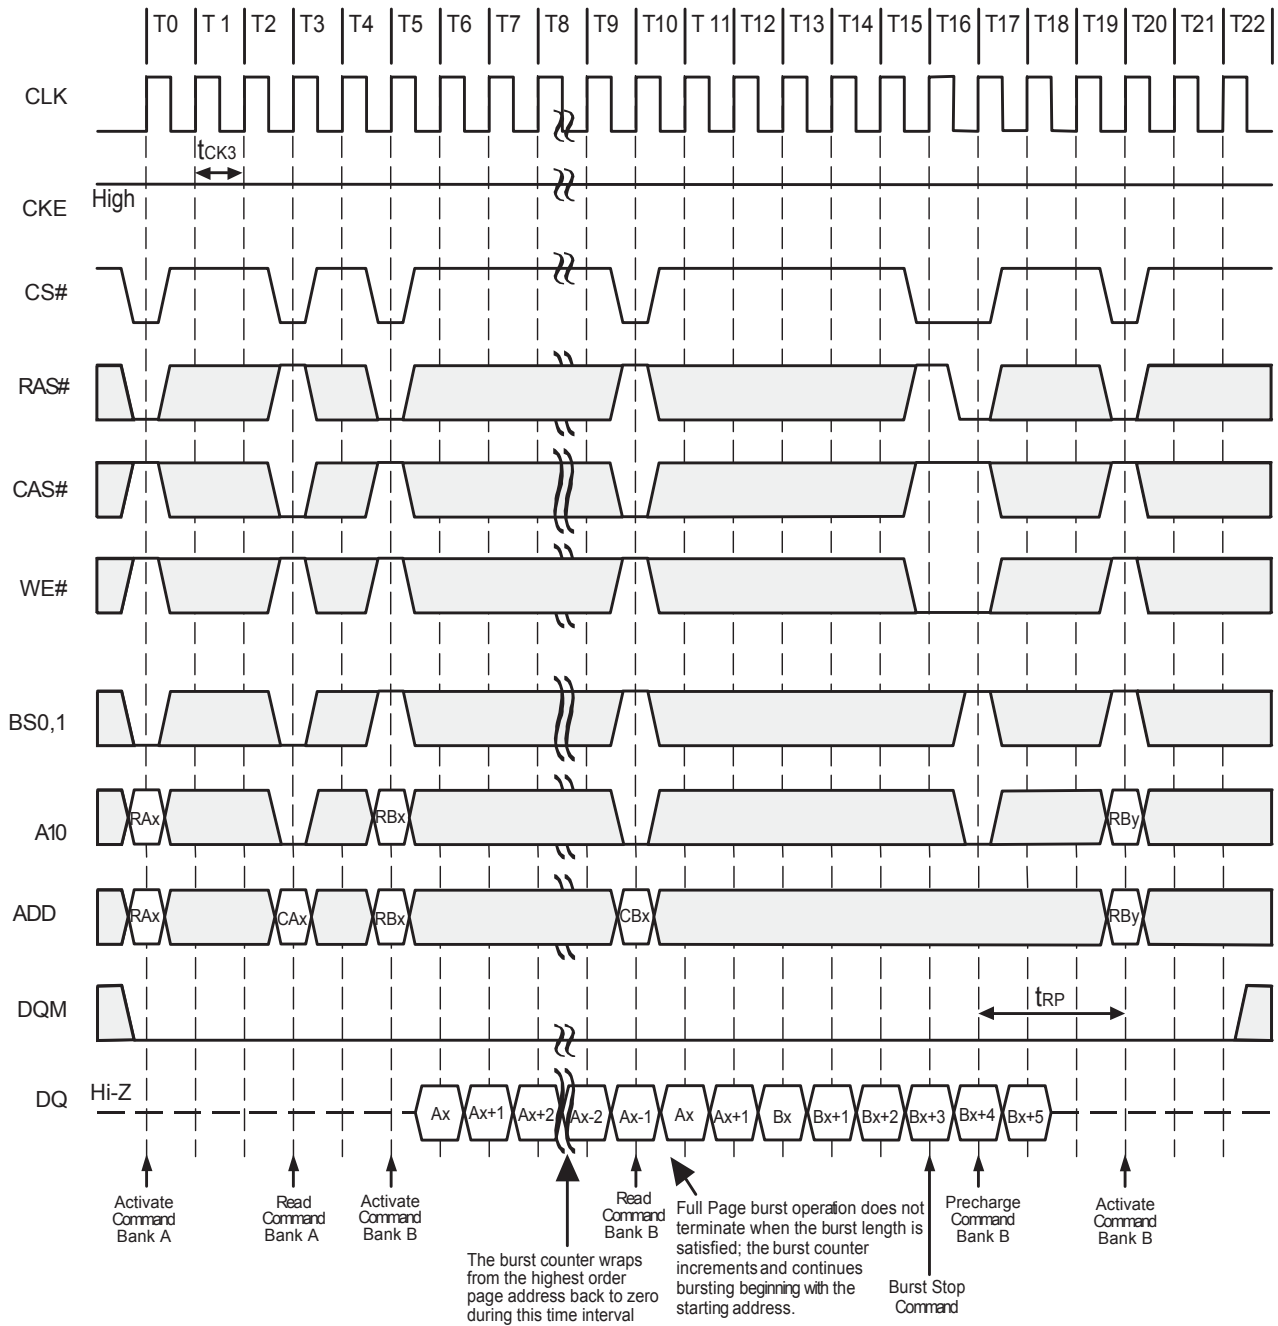 T0 T 1 T2 T3 T4 T5 T6 T7 T8 T9 T10 T 11 T12 T13 T14 T15 T16 T17 T18 T19 T20 T21 T22
CLK
tCK3
High
CKE
CS#
RAS#
CAS#
WE#
BS0,1
A10
RAx RBx RBy
ADD
RAx CAx RBx CBx RBy
DQM
tRP
DQ
Hi-Z
Ax Ax+1 Ax+2 Ax-2 Ax-1 Ax Ax+1 Bx Bx+1 Bx+2 Bx+3 Bx+4 Bx+5
Activate
Command
Bank A
Read
Command
Bank A
Activate
Command
Bank B
The burst counter wraps
from the highest order
page address back to zero
during this time interval
Read
Command
Bank B
Full Page burst operation does not
terminate when the burst length is
satisfied; the burst counter
increments and continues
bursting beginning with the
starting address.
Burst Stop
Command
Precharge
Command
Bank B
Activate
Command
Bank B